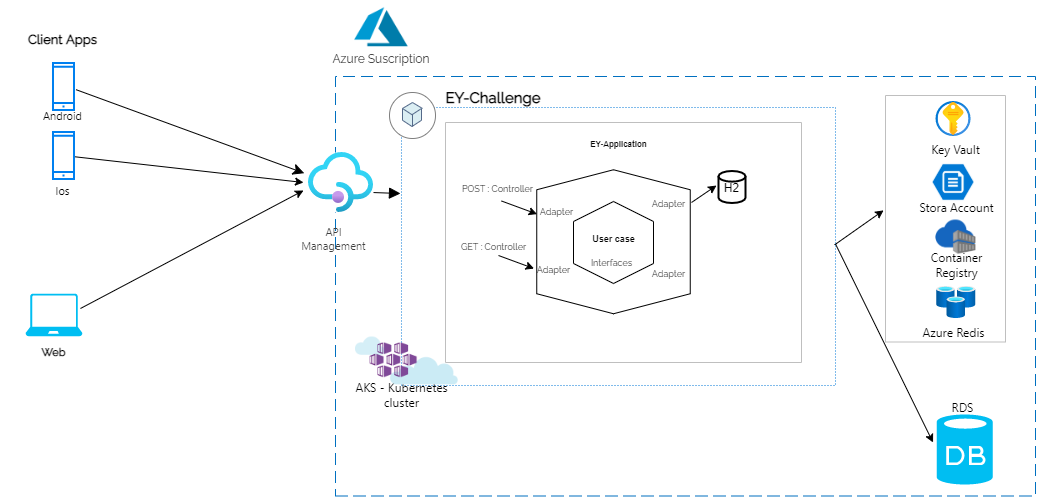 Client Apps
Android
Ios
Web
Azure Suscription
API
Management
EY-Challenge
EY-Application
POST : Controller
Adapter
GET : Controller
Adapter
User case
Interfaces
Adapter
Adapter
H2
AKS - Kubernetes
cluster
Key Vault
Stora Account
Container
Registry
Azure Redis
RDS
DB